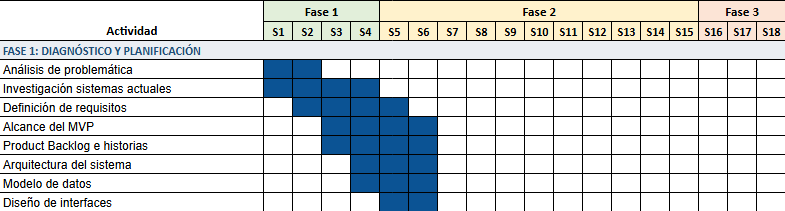 Fase 1 Fase 2 Fase 3
Actividad S1 S2 S3 S4 S5 S6 S7 S8 S9 S10 S11 S12 S13 S14 S15 S16 S17 S18
FASE 1: DIAGNÓSTICO Y PLANIFICACIÓN
Análisis de problemática
Investigación sistemas actuales
Definición de requisitos
Alcance del MVP
Product Backlog e historias
Arquitectura del sistema
Modelo de datos
Diseño de interfaces